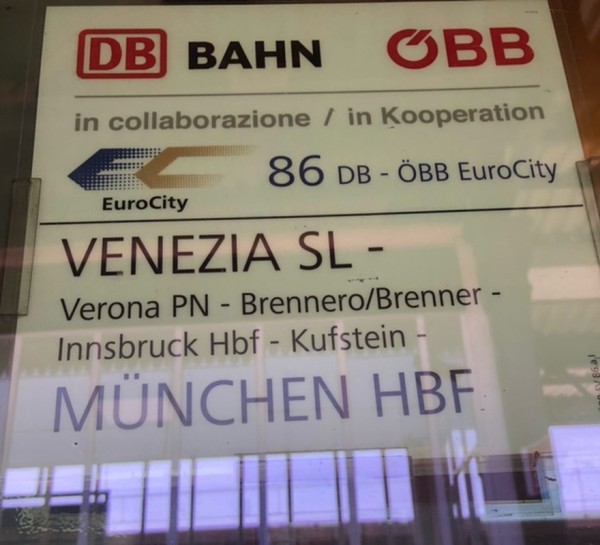 DB BAHN ÖBB
in collaborazione / in Kooperation
EC 86 DB - ÖBB EuroCity
EuroCity
VENEZIA SL -
Verona PN - Brennero/Brenner -
Innsbruck Hbf - Kufstein -
MÜNCHEN HBF